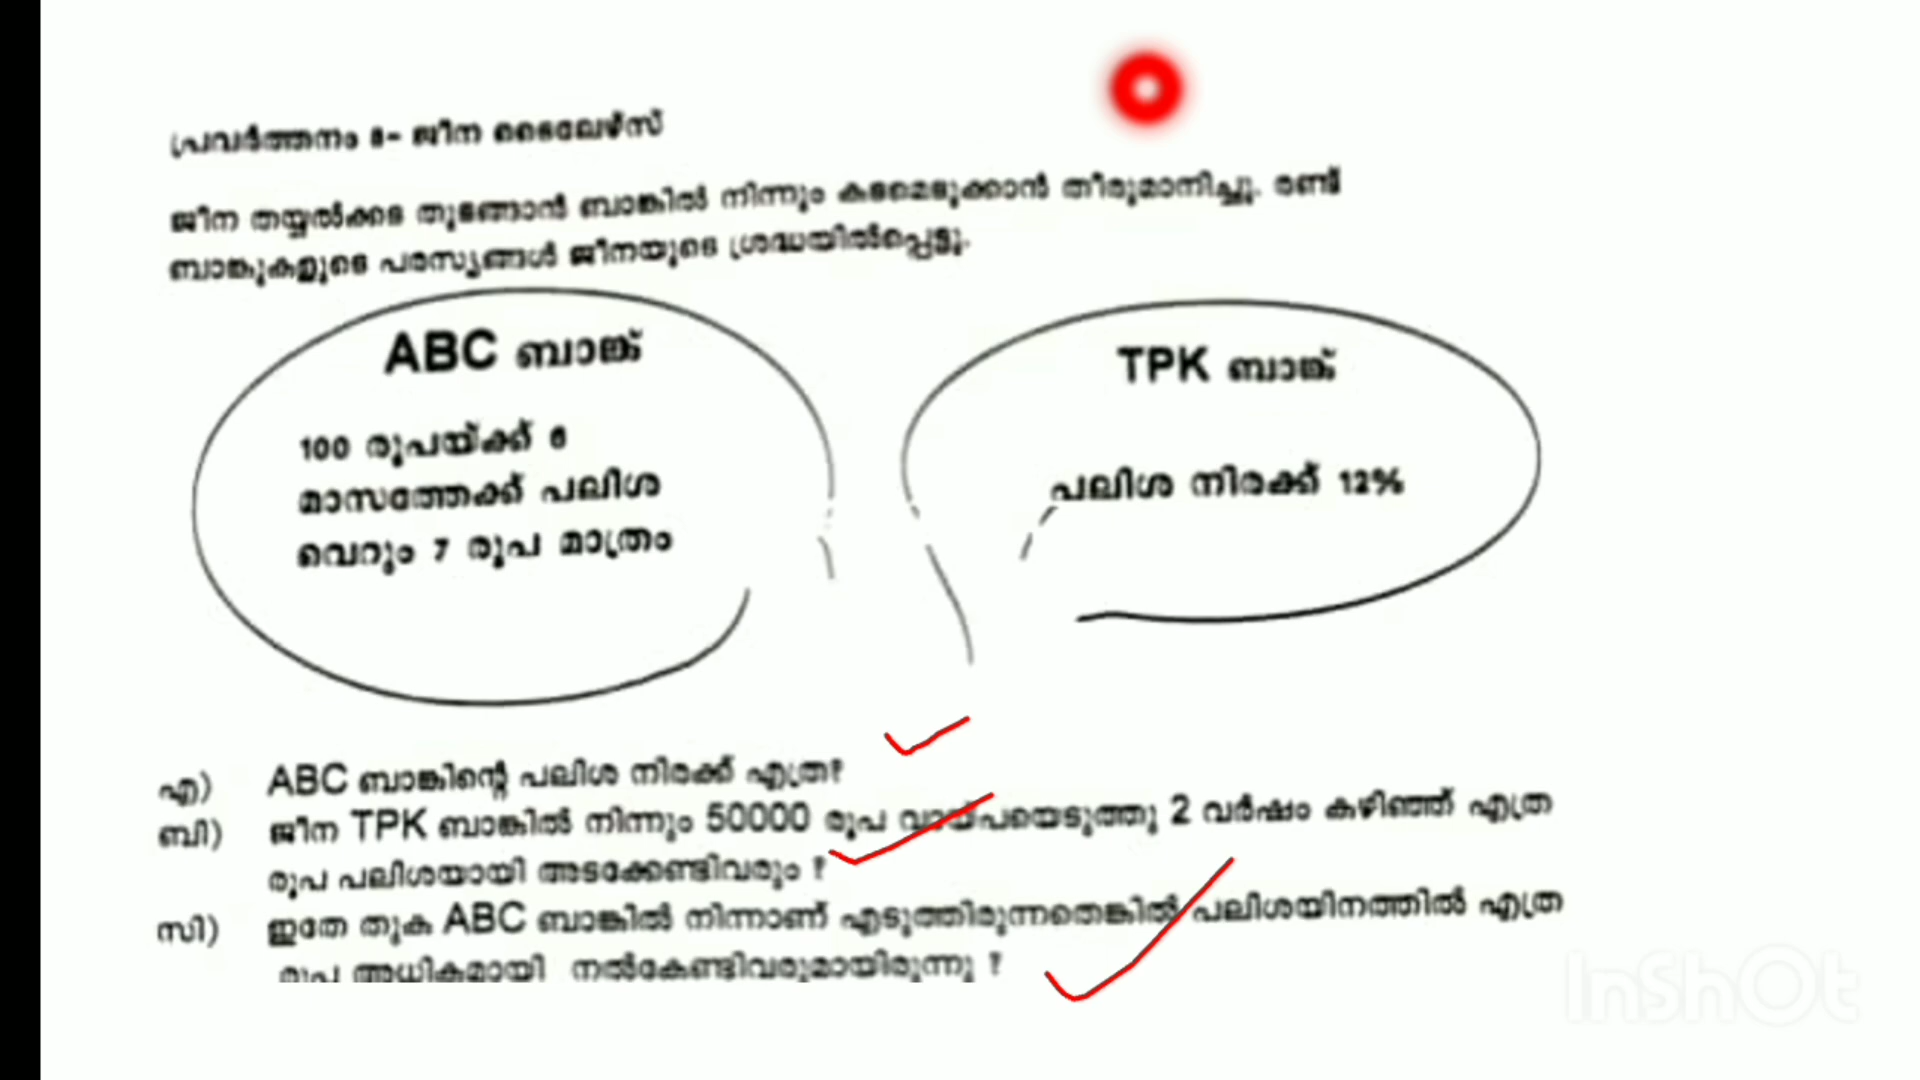 പ്രവർത്തനം 8- ജീന ടൈലേഴ്സ്
ജീന തയ്യൽക്കട തുടങ്ങാൻ ബാങ്കിൽ നിന്നും കടമെടുക്കാൻ തീരുമാനിച്ചു. രണ്ട്
ബാങ്കുകളുടെ പരസ്യങ്ങൾ ജീനയുടെ ശ്രദ്ധയിൽപ്പെട്ടു.
ABC ബാങ്ക്
100 രൂപയ്ക്ക് 6
മാസത്തേക്ക് പലിശ
വെറും 7 രൂപ മാത്രം
TPK ബാങ്ക്
പലിശ നിരക്ക് 12%
എ) ABC ബാങ്കിന്റെ പലിശ നിരക്ക് എത്ര?
ബി) ജീന TPK ബാങ്കിൽ നിന്നും 50000 രൂപ വായ്പയെടുത്തു 2 വർഷം കഴിഞ്ഞ് എത്ര
രൂപ പലിശയായി അടക്കേണ്ടിവരും ?
സി) ഇതേ തുക ABC ബാങ്കിൽ നിന്നാണ് എടുത്തിരുന്നതെങ്കിൽ പലിശയിനത്തിൽ എത്ര
രൂപ അധികമായി നൽകേണ്ടിവരുമായിരുന്നു ?
InShOt